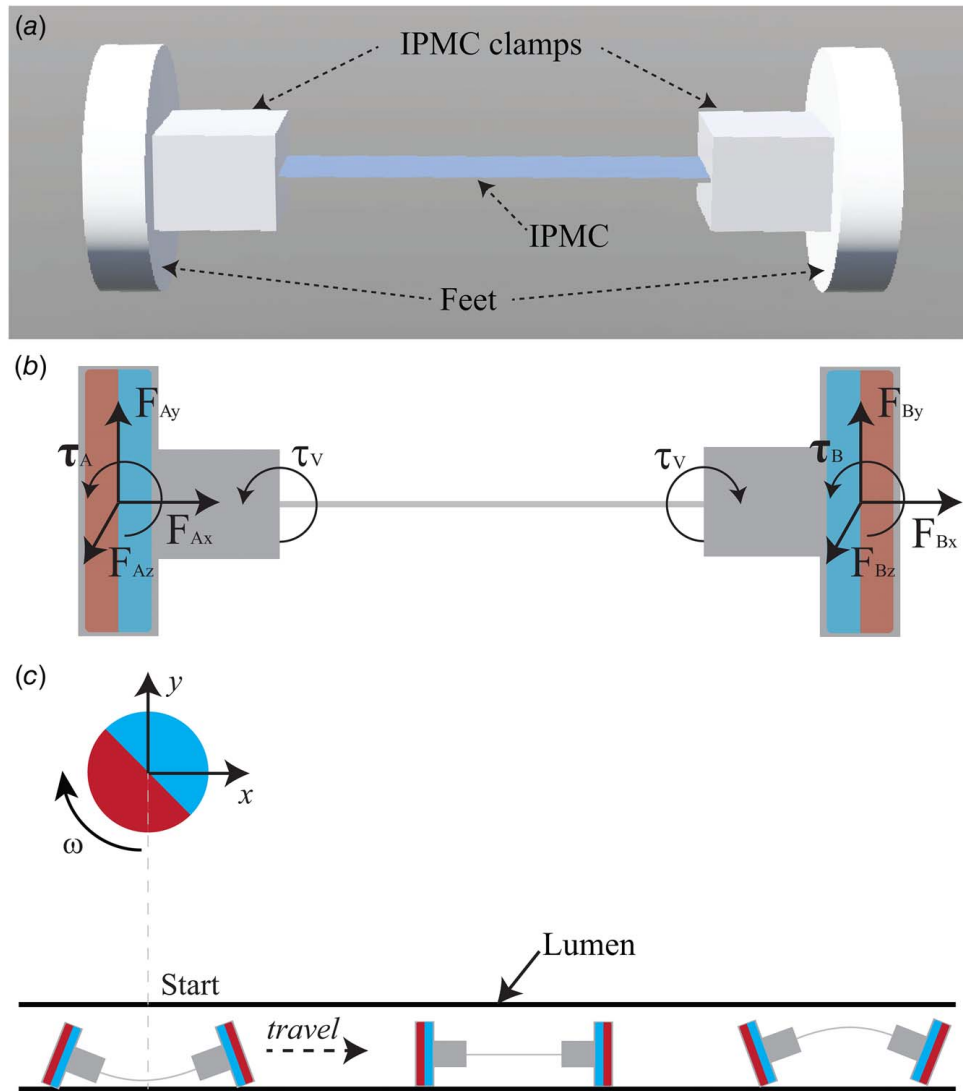 (a)
IPMC clamps
IPMC
Feet
(b)
F_Ay
τ_A
τ_V
F_Ax
F_Az
τ_V
F_By
τ_B
F_Bx
F_Bz
(c)
y
x
ω
Start
Lumen
travel